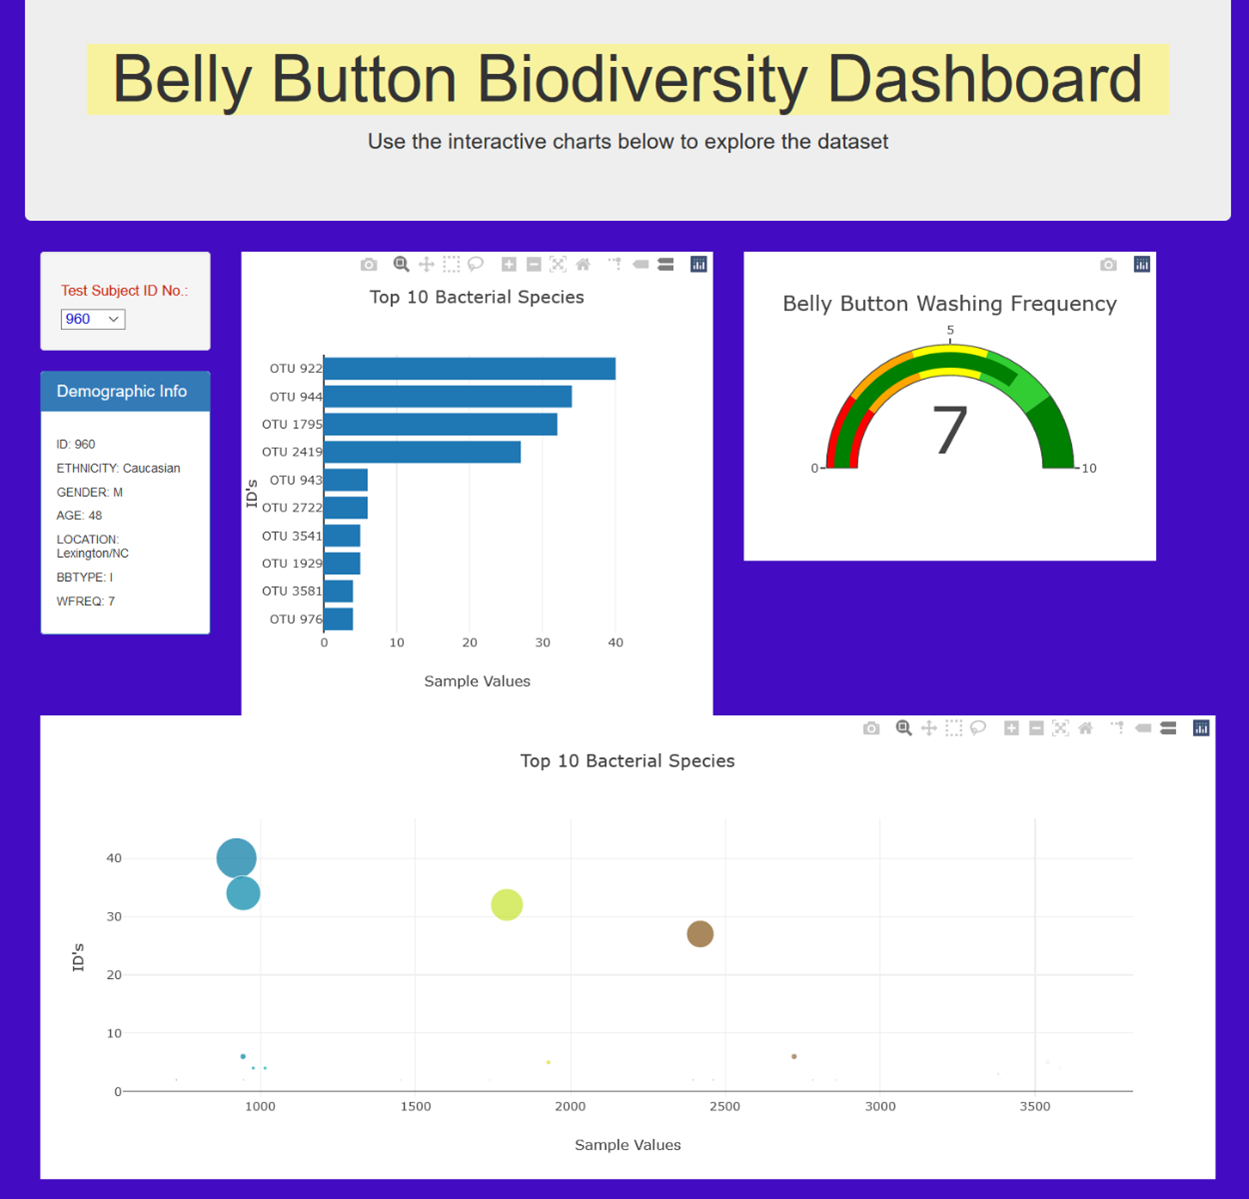 Belly Button Biodiversity Dashboard
Use the interactive charts below to explore the dataset
Test Subject ID No.:
960
Demographic Info
ID: 960
ETHNICITY: Caucasian
GENDER: M
AGE: 48
LOCATION:
Lexington/NC
BBTYPE: I
WFREQ: 7
Top 10 Bacterial Species
ID's
OTU 922
OTU 944
OTU 1795
OTU 2419
OTU 943
OTU 2722
OTU 3541
OTU 1929
OTU 3581
OTU 976
0 10 20 30 40
Sample Values
Belly Button Washing Frequency
5
7
0 10
Top 10 Bacterial Species
ID's
40
30
20
10
0
1000 1500 2000 2500 3000 3500
Sample Values